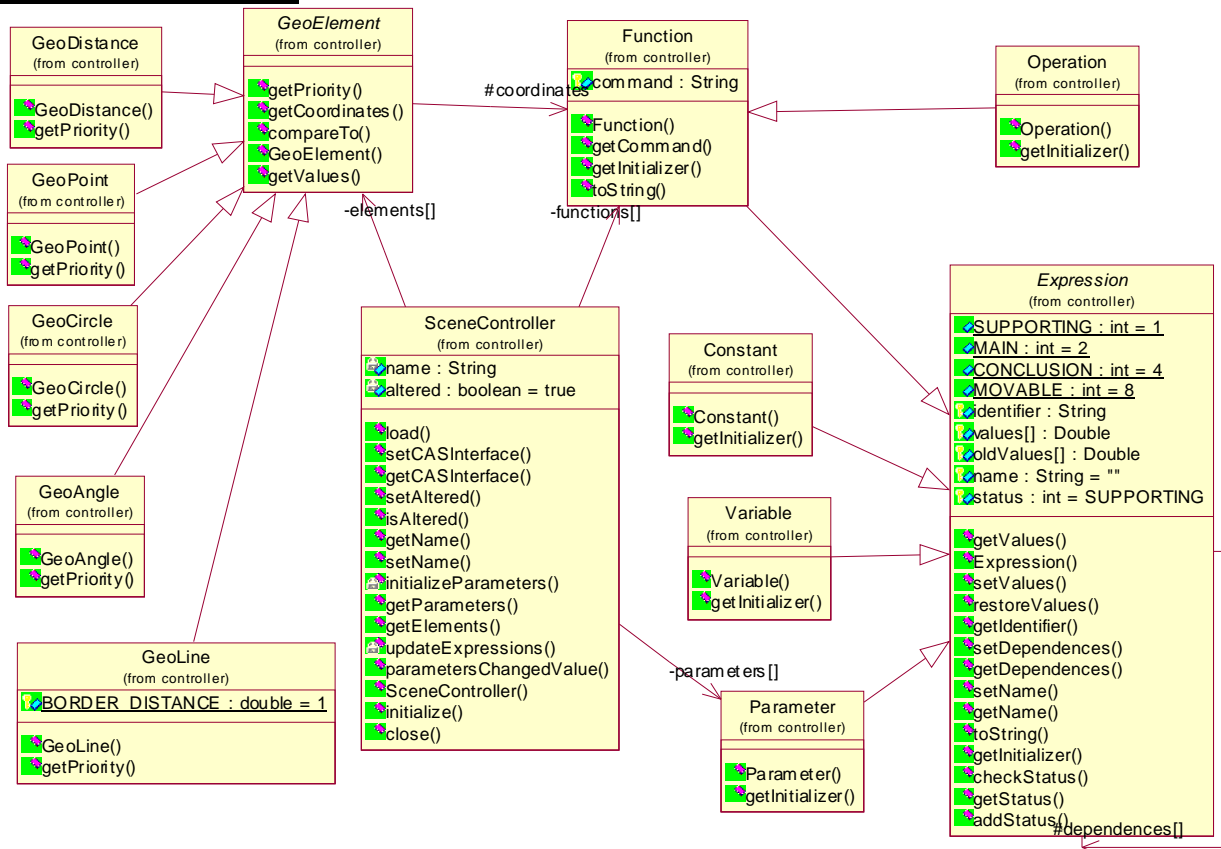 GeoElement
(from controller)
getPriority()
getCoordinates()
compareTo()
GeoElement()
getValues()
GeoDistance
(from controller)
GeoDistance()
getPriority()
GeoPoint
(from controller)
GeoPoint()
getPriority()
GeoCircle
(from controller)
GeoCircle()
getPriority()
GeoAngle
(from controller)
GeoAngle()
getPriority()
GeoLine
(from controller)
BORDER_DISTANCE : double = 1
GeoLine()
getPriority()
#coordinates
-elements[]
-functions[]
Function
(from controller)
command : String
Function()
getCommand()
getInitializer()
toString()
Operation
(from controller)
Operation()
getInitializer()
SceneController
(from controller)
name : String
altered : boolean = true
load()
setCASInterface()
getCASInterface()
setAltered()
isAltered()
getName()
setName()
initializeParameters()
getParameters()
getElements()
updateExpressions()
parametersChangedValue()
SceneController()
initialize()
close()
-parameters[]
Constant
(from controller)
Constant()
getInitializer()
Variable
(from controller)
Variable()
getInitializer()
Parameter
(from controller)
Parameter()
getInitializer()
Expression
(from controller)
SUPPORTING : int = 1
MAIN : int = 2
CONCLUSION : int = 4
MOVABLE : int = 8
identifier : String
values[] : Double
oldValues[] : Double
name : String = ""
status : int = SUPPORTING
getValues()
Expression()
setValues()
restoreValues()
getIdentifier()
setDependences()
getDependences()
setName()
getName()
toString()
getInitializer()
checkStatus()
getStatus()
addStatus()
#dependences[]